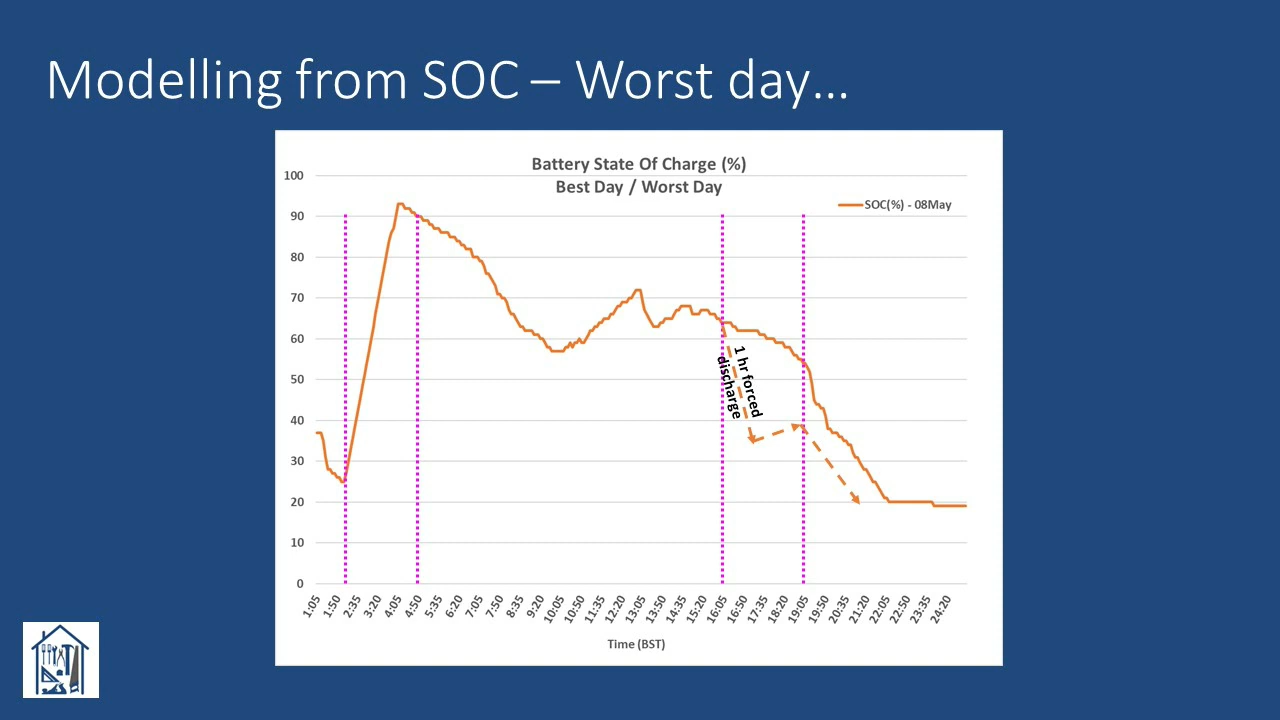 Modelling from SOC – Worst day…
Battery State Of Charge (%)
Best Day / Worst Day
SOC(%) - 08May
100
90
80
70
60
50
40
30
20
10
0
1 hr forced
discharge
1:05 1:50 2:35 3:20 4:05 4:50 5:35 6:20 7:05 7:50 8:35 9:20 10:05 10:50 11:35 12:20 13:05 13:50 14:35 15:20 16:05 16:50 17:35 18:20 19:05 19:50 20:35 21:20 22:05 22:50 23:35 24:20
Time (BST)